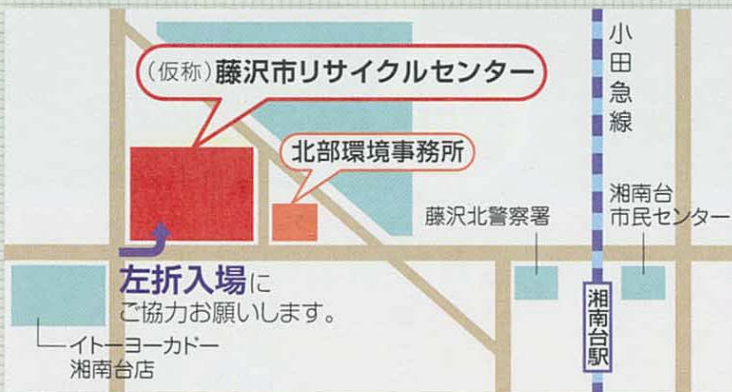 (仮称)藤沢市リサイクルセンター
小田急線
北部環境事務所
藤沢北警察署
湘南台
市民センター
左折入場に
ご協力お願いします。
湘南台駅
イトーヨーカドー
湘南台店